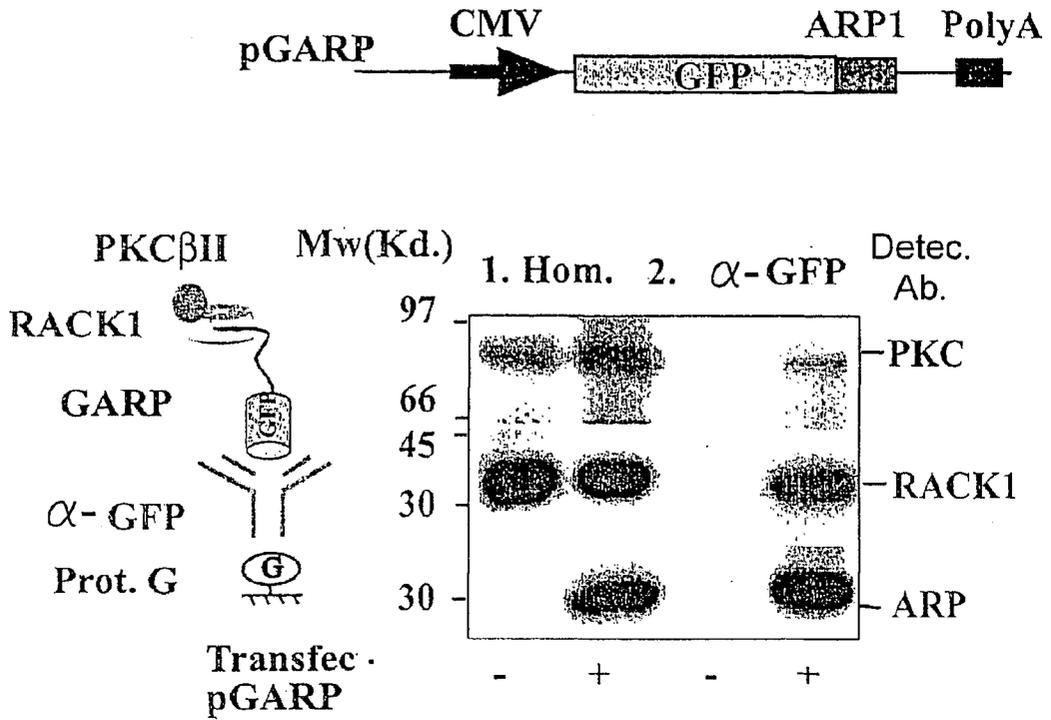 CMV ARP1 PolyA
pGARP
GFP
PKCβII Mw(Kd.) 1. Hom. 2. α-GFP Detec.
Ab.
97
RACK1
PKC
GARP
GFP
66
45
RACK1
30
α- GFP
G
Prot. G
30
ARP
Transfec.
pGARP
- + - +